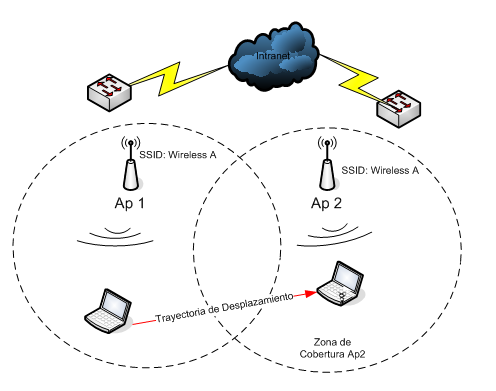 Intranet
SSID: Wireless A
SSID: Wireless A
Ap 1
Ap 2
Trayectoria de Desplazamiento
Zona de
Cobertura Ap2